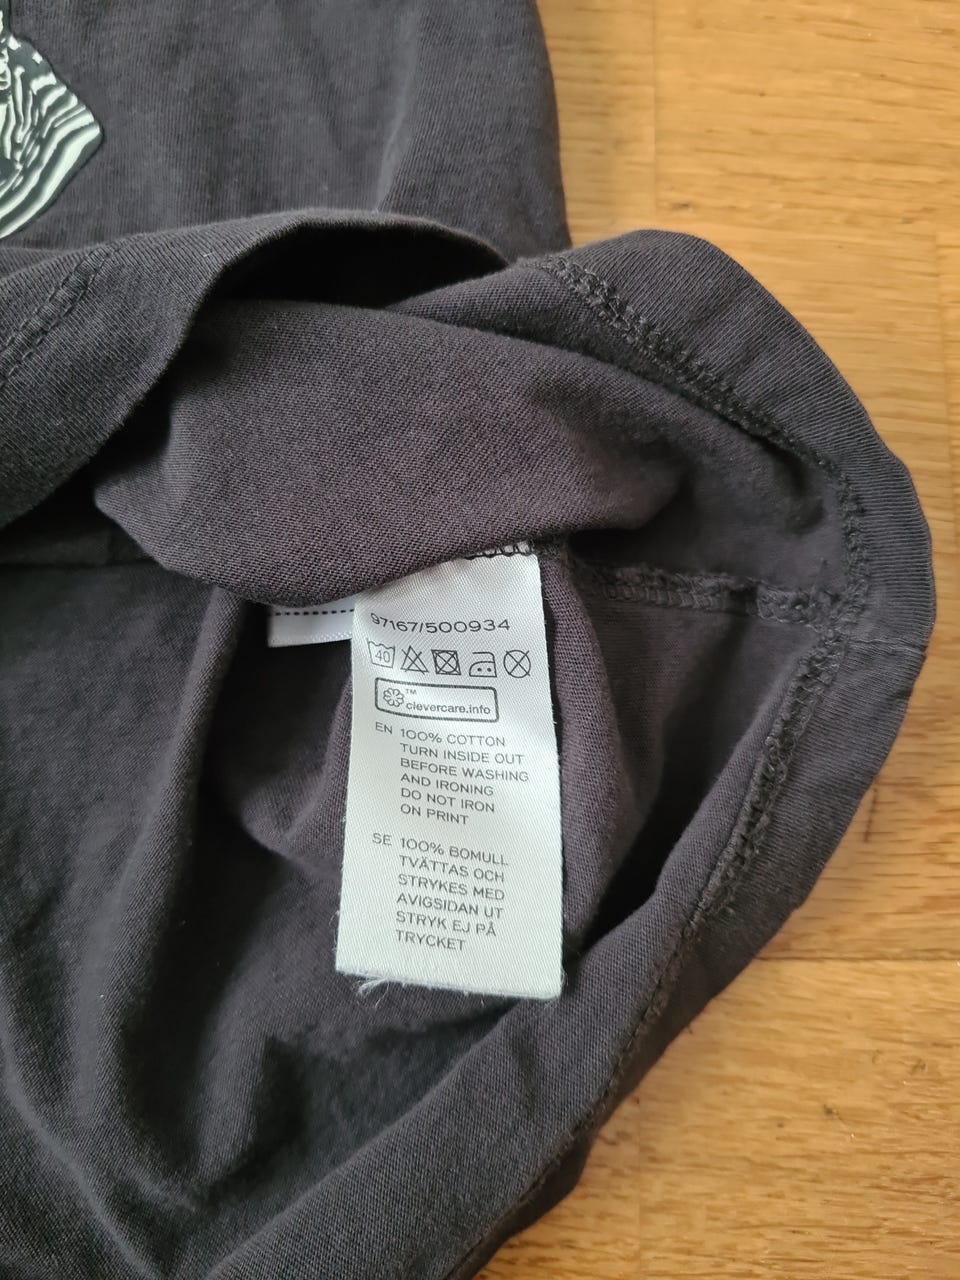 97167/500934
40
™
clevercare.info
EN 100% COTTON
TURN INSIDE OUT
BEFORE WASHING
AND IRONING
DO NOT IRON
ON PRINT
SE 100% BOMULL
TVÄTTAS OCH
STRYKES MED
AVIGSIDAN UT
STRYK EJ PÅ
TRYCKET